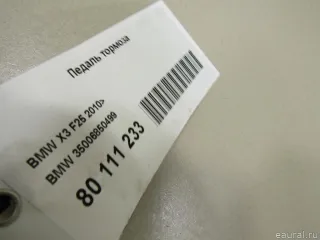 Педаль тормоза
BMW X3 F25 2010>
BMW 35006850499
80 111 233
eaural.ru©